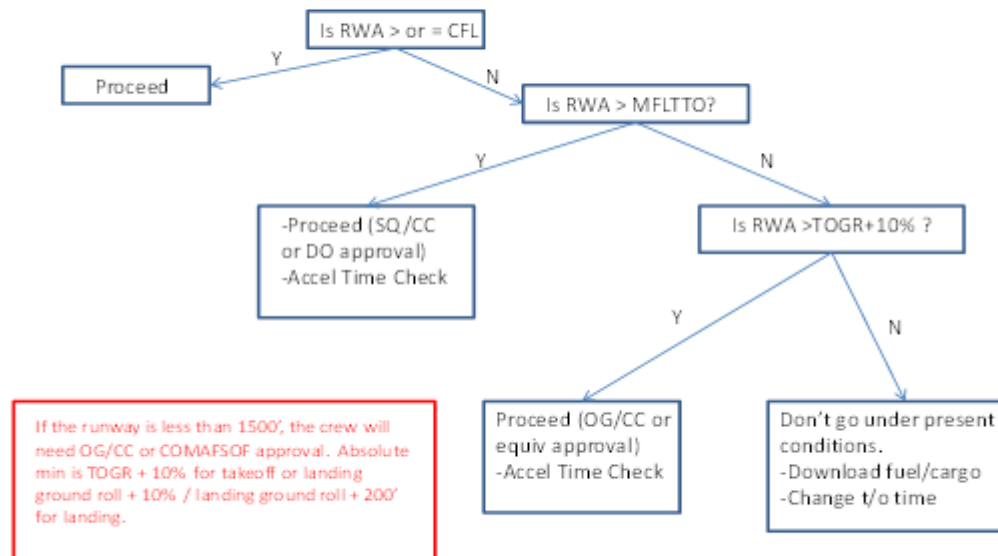 Is RWA > or = CFL
Y
N
Proceed
Is RWA > MFLTTO?
Y
N
-Proceed (SQ/CC
or DO approval)
-Accel Time Check
Is RWA >TOGR+10% ?
Y
N
If the runway is less than 1500', the crew will
need OG/CC or COMAFSOF approval. Absolute
min is TOGR + 10% for takeoff or landing
ground roll + 10% / landing ground roll + 200'
for landing.
Proceed (OG/CC or
equiv approval)
-Accel Time Check
Don't go under present
conditions.
-Download fuel/cargo
-Change t/o time